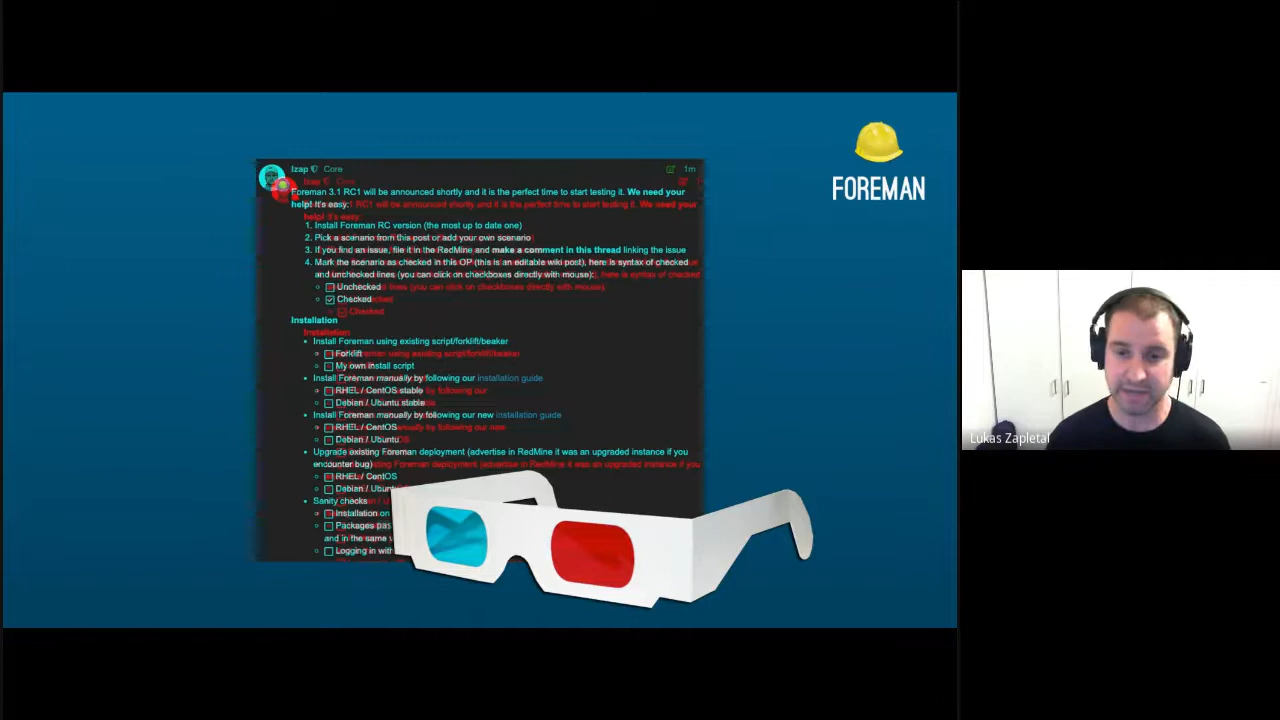 FOREMAN
lzap Core 1m
Foreman 3.1 RC1 will be announced shortly and it is the perfect time to start testing it. We need your
help! It's easy:
1. Install Foreman RC version (the most up to date one)
2. Pick a scenario from this post or add your own scenario
3. If you find an issue, file it in the RedMine and make a comment in this thread linking the issue
4. Mark the scenario as checked in this OP (this is an editable wiki post), here is syntax of checked
and unchecked lines (you can click on checkboxes directly with mouse):
Unchecked
Checked
Installation
Install Foreman using existing script/forklift/beaker
Forklift
My own install script
Install Foreman manually by following our installation guide
RHEL / CentOS stable
Debian / Ubuntu stable
Install Foreman manually by following our new installation guide
RHEL / CentOS
Debian / Ubuntu
Upgrade existing Foreman deployment (advertise in RedMine it was an upgraded instance if you
encounter bug)
RHEL / CentOS
Debian / Ubuntu
Sanity checks
Installation on
Packages
and in the same
Logging in with
Lukas Zapletal